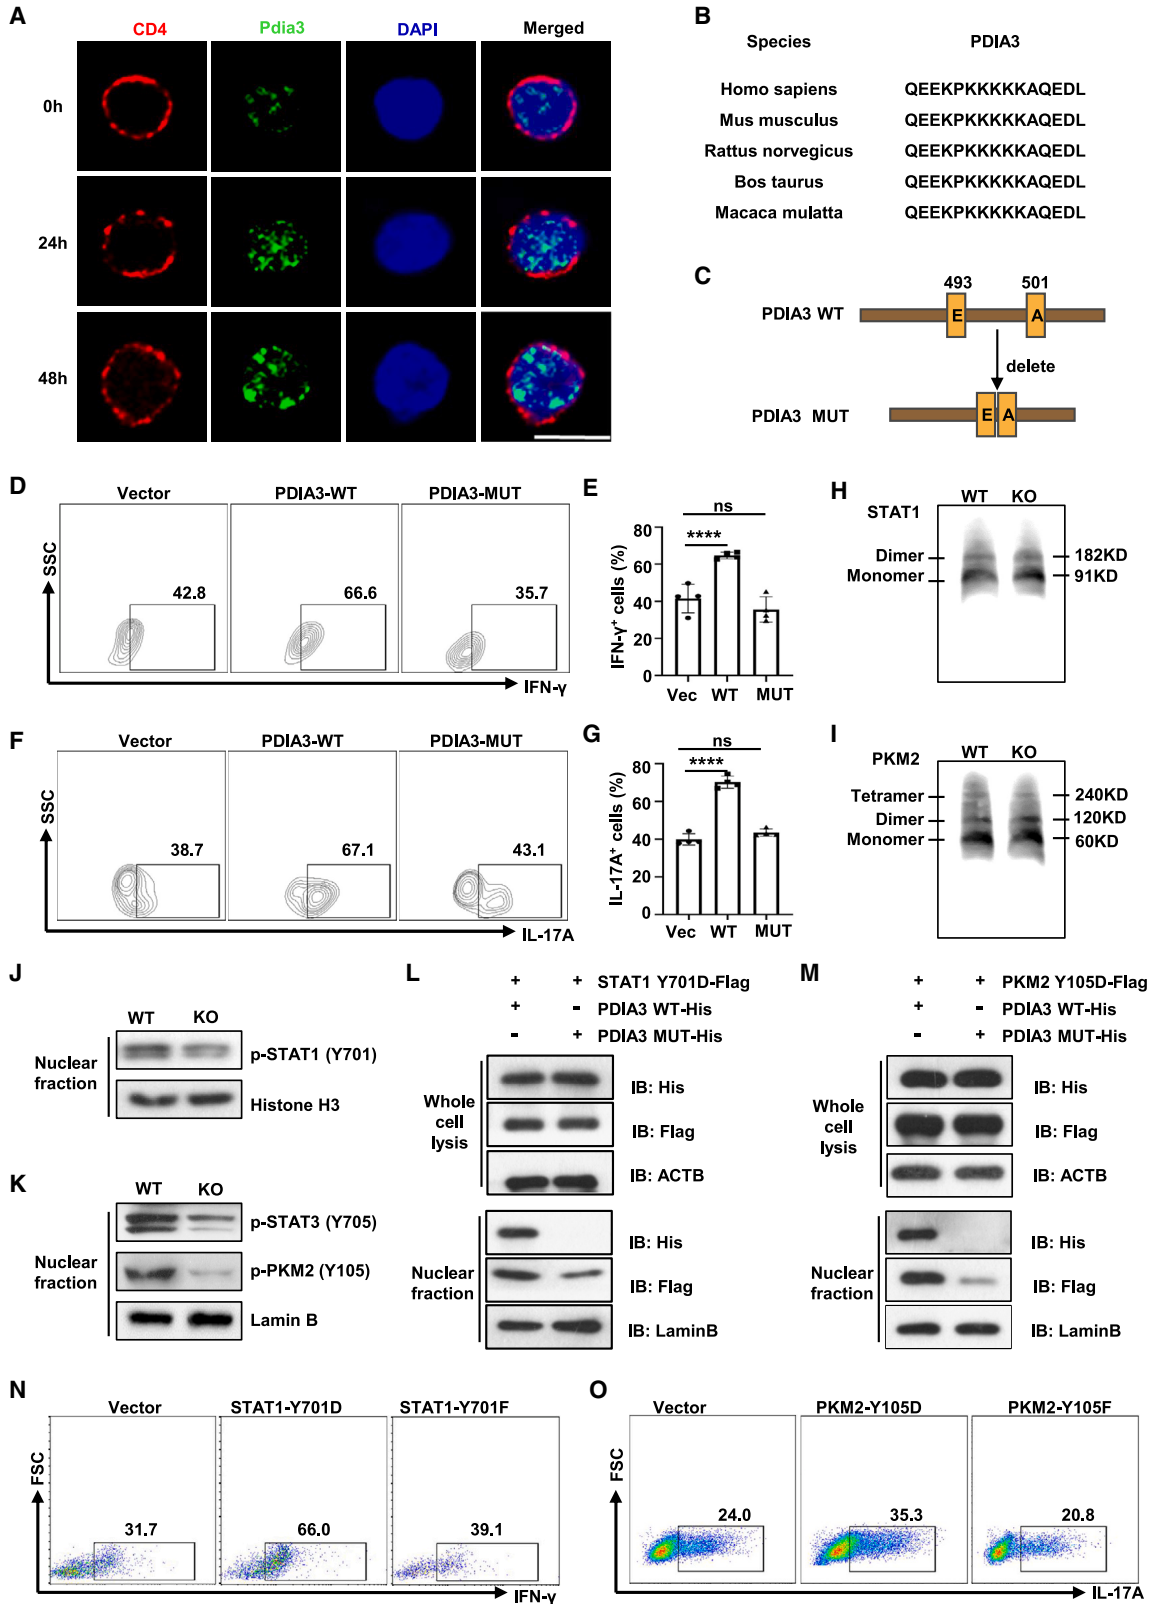 A
CD4 Pdia3 DAPI Merged
0h
24h
48h
B
Species PDIA3
Homo sapiens QEEKPKKKKKAQEDL
Mus musculus QEEKPKKKKKAQEDL
Rattus norvegicus QEEKPKKKKKAQEDL
Bos taurus QEEKPKKKKKAQEDL
Macaca mulatta QEEKPKKKKKAQEDL
C
493 501
PDIA3 WT E A
delete
PDIA3 MUT E A
D
Vector PDIA3-WT PDIA3-MUT
SSC
42.8 66.6 35.7
IFN-γ
E
ns
****
80
60
40
20
0
IFN-γ+ cells (%)
Vec WT MUT
H
WT KO
STAT1
Dimer 182KD
Monomer 91KD
F
Vector PDIA3-WT PDIA3-MUT
SSC
38.7 67.1 43.1
IL-17A
G
ns
****
80
60
40
20
0
IL-17A+ cells (%)
Vec WT MUT
I
WT KO
PKM2
Tetramer 240KD
Dimer 120KD
Monomer 60KD
J
WT KO
Nuclear fraction
p-STAT1 (Y701)
Histone H3
K
WT KO
Nuclear fraction
p-STAT3 (Y705)
p-PKM2 (Y105)
Lamin B
L
+ + STAT1 Y701D-Flag
+ - PDIA3 WT-His
- + PDIA3 MUT-His
Whole cell lysis
IB: His
IB: Flag
IB: ACTB
Nuclear fraction
IB: His
IB: Flag
IB: LaminB
M
+ + PKM2 Y105D-Flag
+ - PDIA3 WT-His
- + PDIA3 MUT-His
Whole cell lysis
IB: His
IB: Flag
IB: ACTB
Nuclear fraction
IB: His
IB: Flag
IB: LaminB
N
Vector STAT1-Y701D STAT1-Y701F
FSC
31.7 66.0 39.1
IFN-γ
O
Vector PKM2-Y105D PKM2-Y105F
FSC
24.0 35.3 20.8
IL-17A